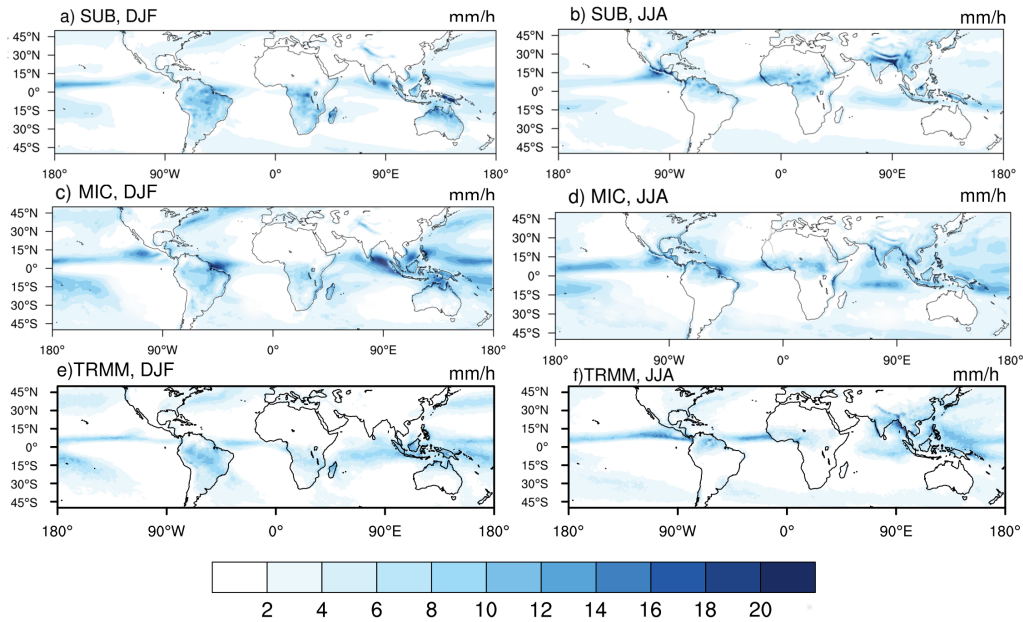 a) SUB, DJF mm/h
45°N
30°N
15°N
0°
15°S
30°S
45°S
180° 90°W 0° 90°E 180°
b) SUB, JJA mm/h
45°N
30°N
15°N
0°
15°S
30°S
45°S
180° 90°W 0° 90°E 180°
c) MIC, DJF mm/h
45°N
30°N
15°N
0°
15°S
30°S
45°S
180° 90°W 0° 90°E 180°
d) MIC, JJA mm/h
45°N
30°N
15°N
0°
15°S
30°S
45°S
180° 90°W 0° 90°E 180°
e)TRMM, DJF mm/h
45°N
30°N
15°N
0°
15°S
30°S
45°S
180° 90°W 0° 90°E 180°
f)TRMM, JJA mm/h
45°N
30°N
15°N
0°
15°S
30°S
45°S
180° 90°W 0° 90°E 180°
2 4 6 8 10 12 14 16 18 20